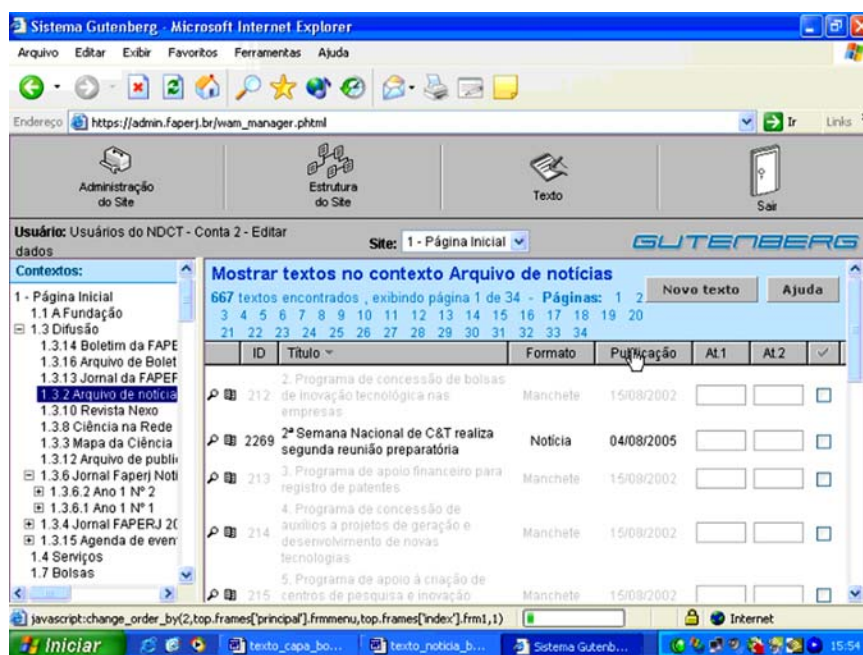 Sistema Gutenberg - Microsoft Internet Explorer
Arquivo Editar Exibir Favoritos Ferramentas Ajuda
Endereço https://admin.faperj.br/wam_manager.phtml Ir Links
Administração do Site
Estrutura do Site
Texto
Sair
Usuário: Usuários do NDCT - Conta 2 - Editar dados
Site: 1 - Página Inicial
GUTENBERG
Contextos:
1 - Página Inicial
1.1 A Fundação
1.3 Difusão
1.3.14 Boletim da FAPE
1.3.16 Arquivo de Bolet
1.3.13 Jornal da FAPEF
1.3.2 Arquivo de notícia
1.3.10 Revista Nexo
1.3.8 Ciência na Rede
1.3.3 Mapa da Ciência
1.3.12 Arquivo de public
1.3.6 Jornal Faperj Noti
1.3.6.2 Ano 1 Nº 2
1.3.6.1 Ano 1 Nº 1
1.3.4 Jornal FAPERJ 20
1.3.15 Agenda de even
1.4 Serviços
1.7 Bolsas
Mostrar textos no contexto Arquivo de notícias
667 textos encontrados , exibindo página 1 de 34 - Páginas: 1 2
3 4 5 6 7 8 9 10 11 12 13 14 15 16 17 18 19 20
21 22 23 24 25 26 27 28 29 30 31 32 33 34
Novo texto Ajuda
ID Título Formato Publicação At.1 At.2
212 2. Programa de concessão de bolsas de inovação tecnológica nas empresas Manchete 15/08/2002
2269 2ª Semana Nacional de C&T realiza segunda reunião preparatória Notícia 04/08/2005
213 3. Programa de apoio financeiro para registro de patentes Manchete 15/08/2002
214 4. Programa de concessão de auxílios a projetos de geração e desenvolvimento de novas tecnologias Manchete 15/08/2002
215 5. Programa de apoio à criação de centros de pesquisa e inovação Manchete 15/08/2002
javascript:change_order_by(2,top.frames['principal'].frmmenu,top.frames['index'].frm1,1) Internet
Iniciar texto_capa_bo... texto_noticia_b... Sistema Gutenb... 15:54